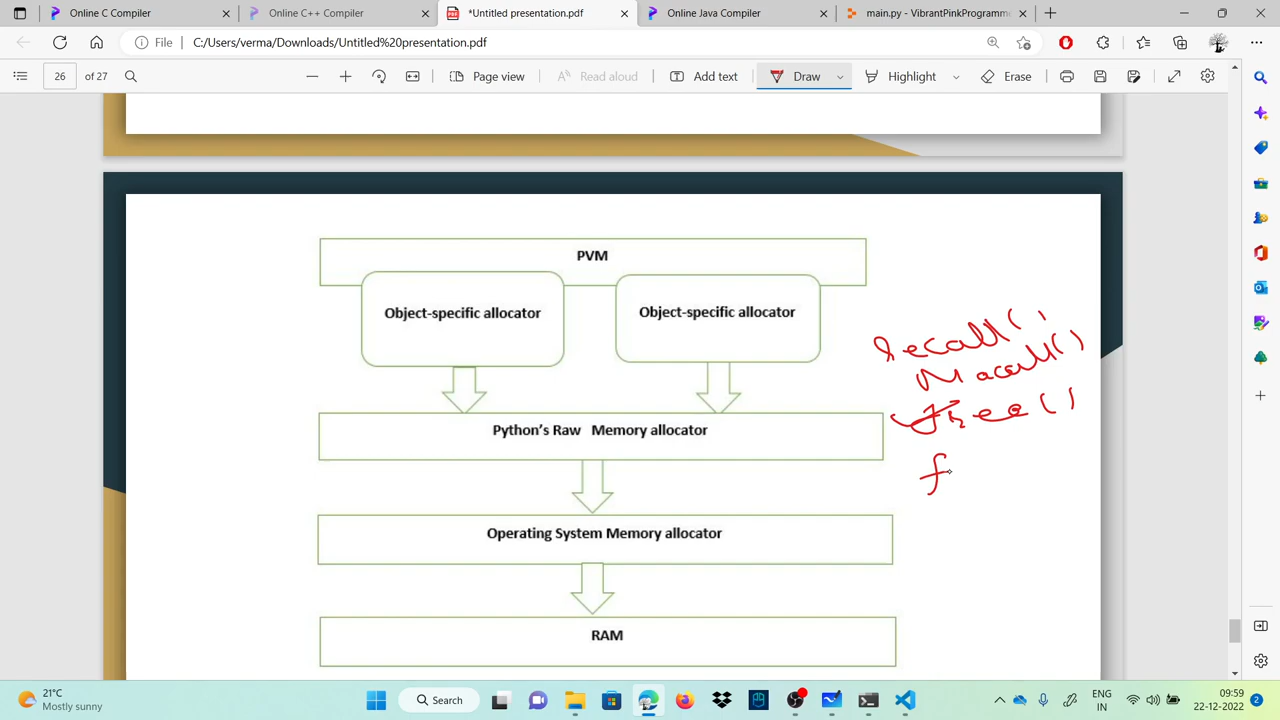 Online C Compiler
Online C++ Compiler
*Untitled presentation.pdf
Online Java Compiler
main.py - VibrantPinkProgramme
File
C:/Users/verma/Downloads/Untitled%20presentation.pdf
26 of 27
Page view
Read aloud
Add text
Draw
Highlight
Erase
PVM
Object-specific allocator
Object-specific allocator
Python's Raw Memory allocator
Operating System Memory allocator
RAM
free()
f
21°C
Mostly sunny
Search
ENG
IN
09:59
22-12-2022
2